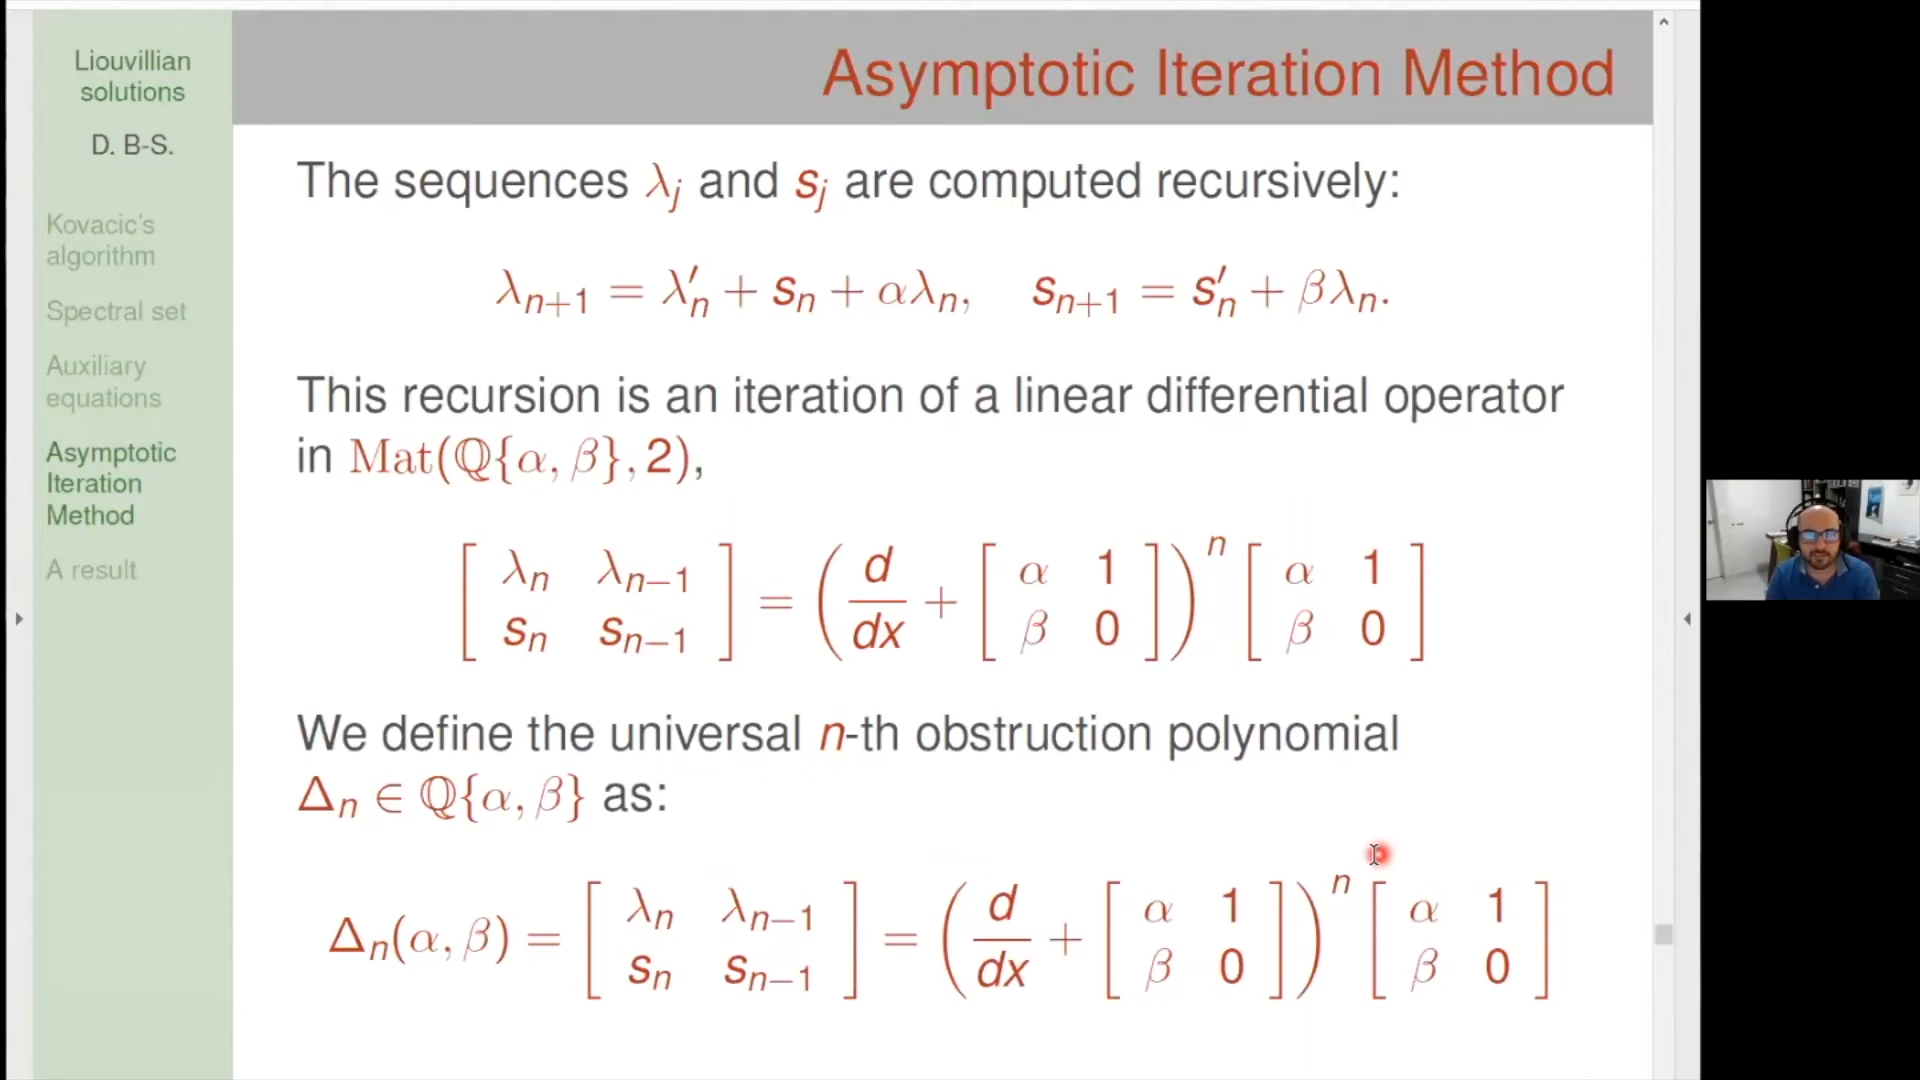 Liouvillian
solutions
D. B-S.
Kovacic's
algorithm
Spectral set
Auxiliary
equations
Asymptotic
Iteration
Method
A result
Asymptotic Iteration Method
The sequences λ_j and s_j are computed recursively:
λ_{n+1} = λ′_n + s_n + αλ_n, s_{n+1} = s′_n + βλ_n.
This recursion is an iteration of a linear differential operator
in Mat(ℚ{α, β}, 2),
[ λ_n λ_{n−1} ; s_n s_{n−1} ] = ( d/dx + [ α 1 ; β 0 ] )^n [ α 1 ; β 0 ]
We define the universal n-th obstruction polynomial
Δ_n ∈ ℚ{α, β} as:
Δ_n(α, β) = [ λ_n λ_{n−1} ; s_n s_{n−1} ] = ( d/dx + [ α 1 ; β 0 ] )^n [ α 1 ; β 0 ]